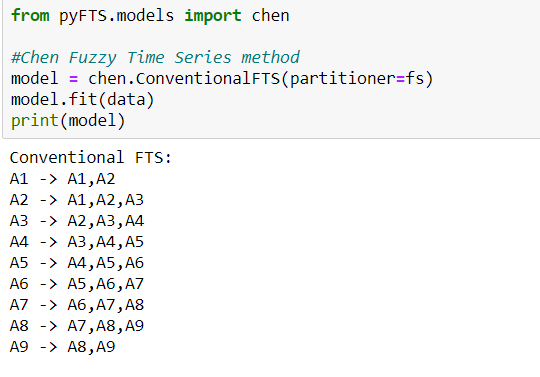 from pyFTS.models import chen
#Chen Fuzzy Time Series method
model = chen.ConventionalFTS(partitioner=fs)
model.fit(data)
print(model)
Conventional FTS:
A1 -> A1,A2
A2 -> A1,A2,A3
A3 -> A2,A3,A4
A4 -> A3,A4,A5
A5 -> A4,A5,A6
A6 -> A5,A6,A7
A7 -> A6,A7,A8
A8 -> A7,A8,A9
A9 -> A8,A9